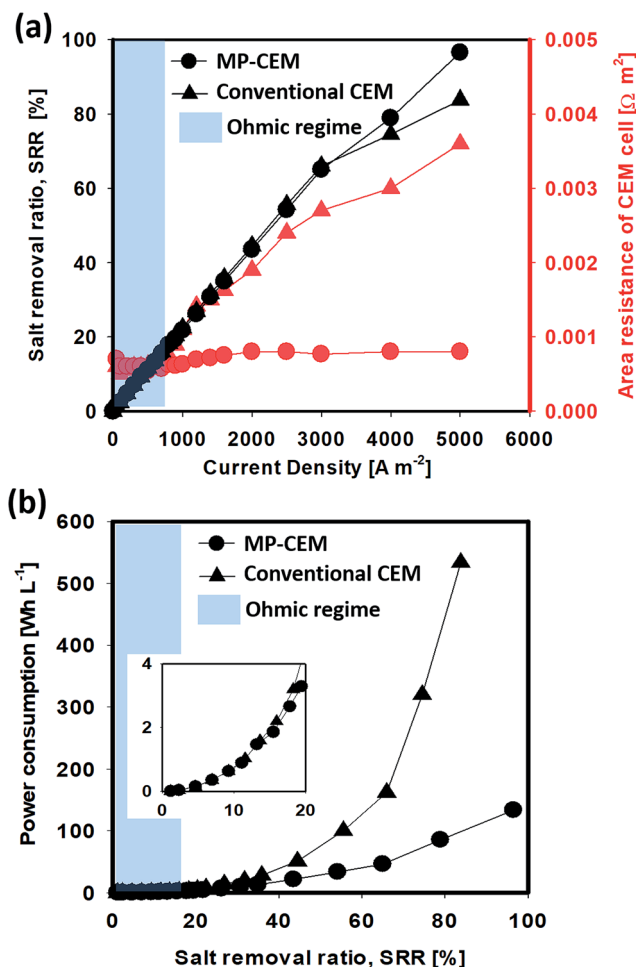 (a)
100
80
60
40
20
0
Salt removal ratio, SRR
[%]
MP-CEM
Conventional CEM
Ohmic regime
0.005
0.004
0.003
0.002
0.001
0.000
Area resistance of CEM cell[Ω m²]
0 1000 2000 3000 4000 5000 6000
Current Density [A m⁻²]
(b)
600
500
400
300
200
100
0
Power consumption [Wh L⁻¹]
MP-CEM
Conventional CEM
Ohmic regime
4
2
0
0 10 20
0 20 40 60 80 100
Salt removal ratio, SRR [%]